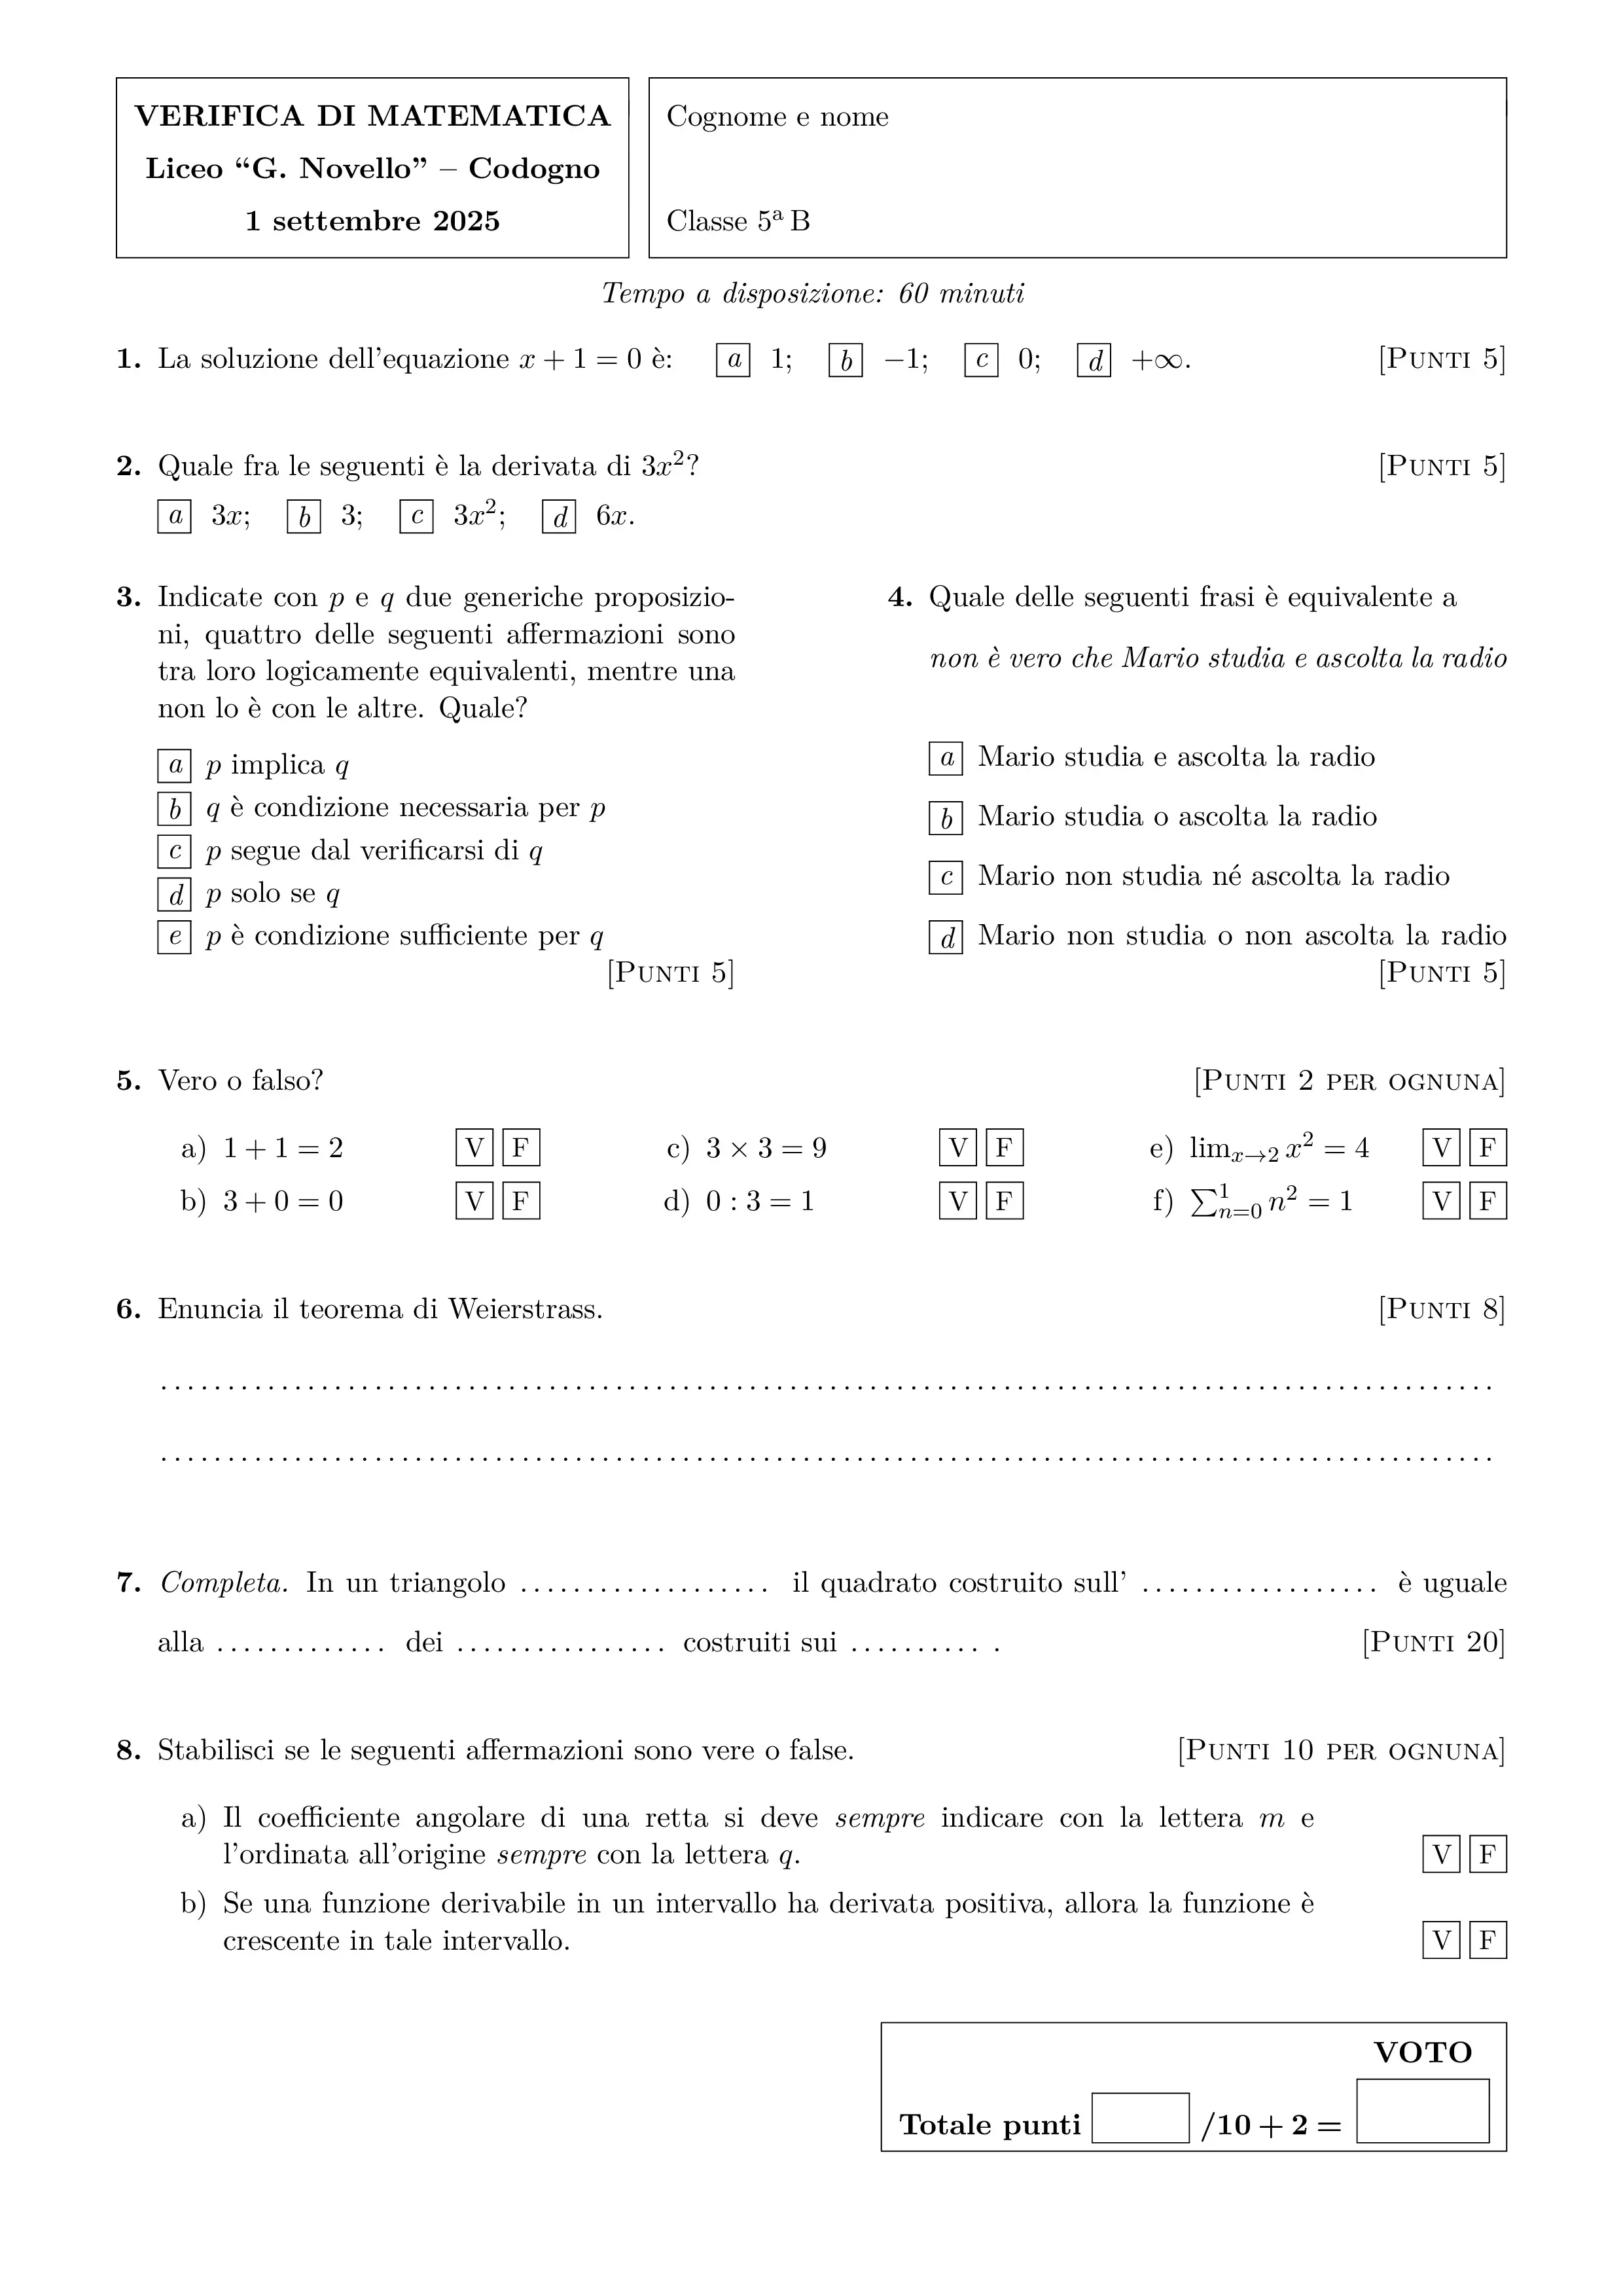 VERIFICA DI MATEMATICA
Liceo “G. Novello” – Codogno
1 settembre 2025
Cognome e nome
Classe 5ª B
Tempo a disposizione: 60 minuti
1. La soluzione dell’equazione x + 1 = 0 è: a 1; b −1; c 0; d +∞. [Punti 5]
2. Quale fra le seguenti è la derivata di 3x²? [Punti 5]
a 3x; b 3; c 3x²; d 6x.
3. Indicate con p e q due generiche proposizio-
ni, quattro delle seguenti affermazioni sono
tra loro logicamente equivalenti, mentre una
non lo è con le altre. Quale?
a p implica q
b q è condizione necessaria per p
c p segue dal verificarsi di q
d p solo se q
e p è condizione sufficiente per q
[Punti 5]
4. Quale delle seguenti frasi è equivalente a
non è vero che Mario studia e ascolta la radio
a Mario studia e ascolta la radio
b Mario studia o ascolta la radio
c Mario non studia né ascolta la radio
d Mario non studia o non ascolta la radio
[Punti 5]
5. Vero o falso? [Punti 2 per ognuna]
a) 1 + 1 = 2 V F c) 3 × 3 = 9 V F e) lim_{x→2} x² = 4 V F
b) 3 + 0 = 0 V F d) 0 : 3 = 1 V F f) ∑_{n=0}^{1} n² = 1 V F
6. Enuncia il teorema di Weierstrass. [Punti 8]
7. Completa. In un triangolo ................... il quadrato costruito sull’ .................. è uguale
alla ............. dei ................ costruiti sui .......... . [Punti 20]
8. Stabilisci se le seguenti affermazioni sono vere o false. [Punti 10 per ognuna]
a) Il coefficiente angolare di una retta si deve sempre indicare con la lettera m e
l’ordinata all’origine sempre con la lettera q. V F
b) Se una funzione derivabile in un intervallo ha derivata positiva, allora la funzione è
crescente in tale intervallo. V F
VOTO
Totale punti /10 + 2 =